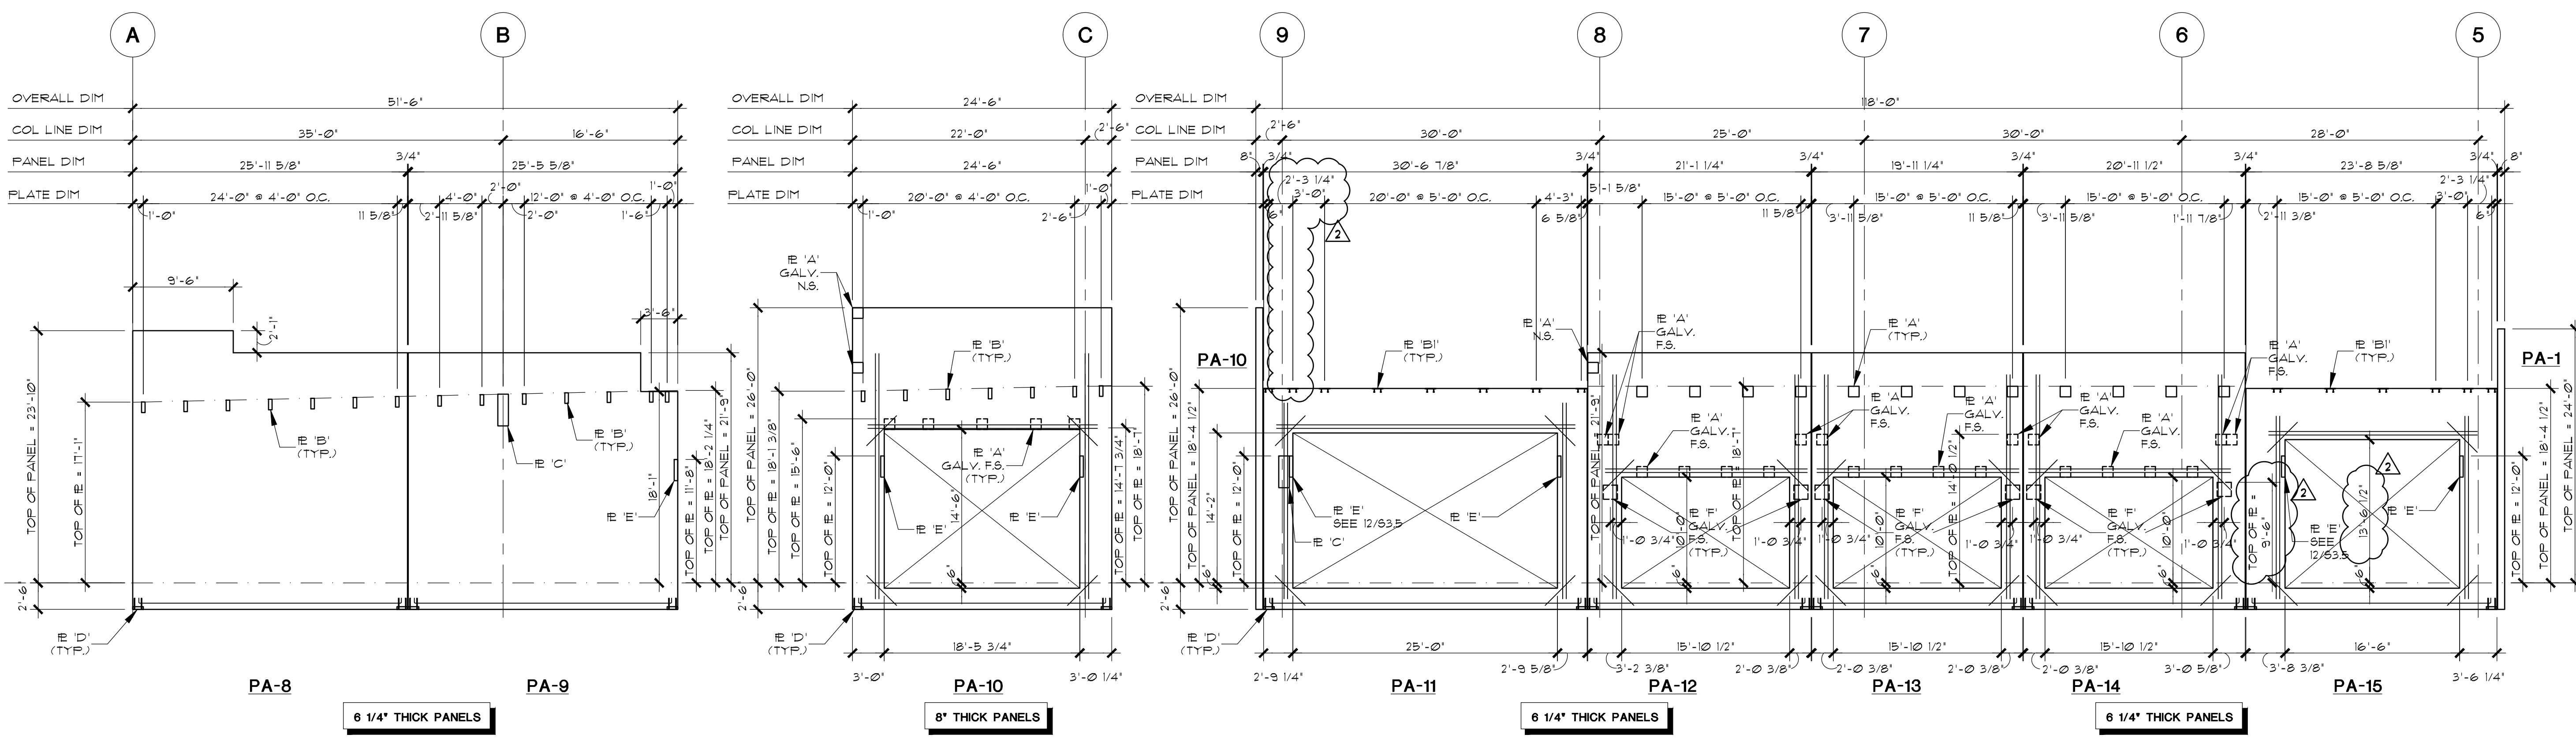 A
B
C
9
8
7
6
5
OVERALL DIM
51'-6"
OVERALL DIM
24'-6"
OVERALL DIM
118'-0"
COL LINE DIM
35'-0"
16'-6"
COL LINE DIM
22'-0"
2'-6"
COL LINE DIM
2'-6"
30'-0"
25'-0"
30'-0"
28'-0"
PANEL DIM
25'-11 5/8"
3/4"
25'-5 5/8"
PANEL DIM
24'-6"
PANEL DIM
8"
3/4"
30'-6 7/8"
3/4"
21'-1 1/4"
3/4"
19'-11 1/4"
3/4"
20'-11 1/2"
3/4"
23'-8 5/8"
3/4"
8"
PLATE DIM
1'-0"
24'-0" @ 4'-0" O.C.
11 5/8"
2'-11 5/8"
4'-0"
2'-0"
2'-0"
12'-0" @ 4'-0" O.C.
1'-6"
1'-0"
PLATE DIM
1'-0"
20'-0" @ 4'-0" O.C.
2'-6"
1'-0"
PLATE DIM
6"
2'-3 1/4"
3'-0"
20'-0" @ 5'-0" O.C.
4'-3"
6 5/8"
5'-1 5/8"
15'-0" @ 5'-0" O.C.
11 5/8"
3'-11 5/8"
15'-0" @ 5'-0" O.C.
11 5/8"
3'-11 5/8"
15'-0" @ 5'-0" O.C.
1'-11 7/8"
2'-11 3/8"
15'-0" @ 5'-0" O.C.
3'-0"
2'-3 1/4"
6"
2
9'-6"
2'-1"
3'-6"
TOP OF PANEL = 23'-10"
TOP OF PL = 17'-1"
2'-6"
PL 'B'
(TYP.)
PL 'C'
PL 'B'
(TYP.)
PL 'E'
18'-1"
TOP OF PL = 11'-8"
TOP OF PL = 18'-2 1/4"
TOP OF PANEL = 21'-9"
PL 'D'
(TYP.)
PA-8
PA-9
6 1/4" THICK PANELS
PL 'A'
GALV.
N.S.
TOP OF PANEL = 26'-0"
TOP OF PL = 18'-1 3/8"
TOP OF PL = 15'-6"
TOP OF PL = 12'-0"
2'-6"
PL 'B'
(TYP.)
PL 'A'
GALV. F.S.
(TYP.)
PL 'E'
14'-6"
PL 'E'
6"
TOP OF PL = 14'-7 3/4"
TOP OF PL = 18'-7"
PL 'D'
(TYP.)
3'-0"
18'-5 3/4"
3'-0 1/4"
PA-10
8" THICK PANELS
PA-10
TOP OF PANEL = 26'-0"
TOP OF PANEL = 18'-4 1/2"
14'-2"
6"
TOP OF PL = 12'-0"
2'-6"
PL 'B1'
(TYP.)
PL 'E'
SEE 12/S3.5
PL 'C'
PL 'E'
PL 'D'
(TYP.)
2'-9 1/4"
25'-0"
2'-9 5/8"
PA-11
PL 'A'
N.S.
PL 'A'
GALV.
F.S.
TOP OF PANEL = 21'-9"
PL 'A'
GALV.
F.S.
PL 'F'
GALV.
F.S.
(TYP.)
10'-0"
6"
1'-0 3/4"
TOP OF PL = 18'-7"
3'-2 3/8"
15'-10 1/2"
2'-0 3/8"
PA-12
6 1/4" THICK PANELS
PL 'A'
(TYP.)
PL 'A'
GALV.
F.S.
PL 'A'
GALV.
F.S.
1'-0 3/4"
10'-0"
6"
PL 'F'
GALV.
F.S.
(TYP.)
TOP OF PL = 14'-0 1/2"
1'-0 3/4"
2'-0 3/8"
15'-10 1/2"
2'-0 3/8"
PA-13
PL 'A'
GALV.
F.S.
PL 'A'
GALV.
F.S.
1'-0 3/4"
PL 'F'
GALV.
F.S.
(TYP.)
10'-0"
6"
1'-0 3/4"
2'-0 3/8"
15'-10 1/2"
3'-0 5/8"
PA-14
6 1/4" THICK PANELS
PL 'A'
GALV.
F.S.
PL 'B1'
(TYP.)
TOP OF PL =
9'-6"
2
PL 'E'
SEE
12/S3.5
13'-6 1/2"
2
6"
PL 'E'
PA-1
TOP OF PL = 12'-0"
TOP OF PANEL = 18'-4 1/2"
TOP OF PANEL = 24'-0"
3'-8 3/8"
16'-6"
3'-6 1/4"
PA-15